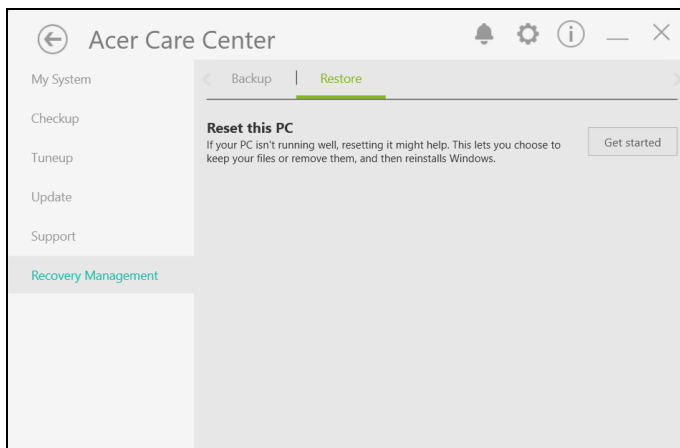 Acer Care Center
My System
Checkup
Tuneup
Update
Support
Recovery Management
Backup | Restore
Reset this PC
If your PC isn't running well, resetting it might help. This lets you choose to
keep your files or remove them, and then reinstalls Windows.
Get started